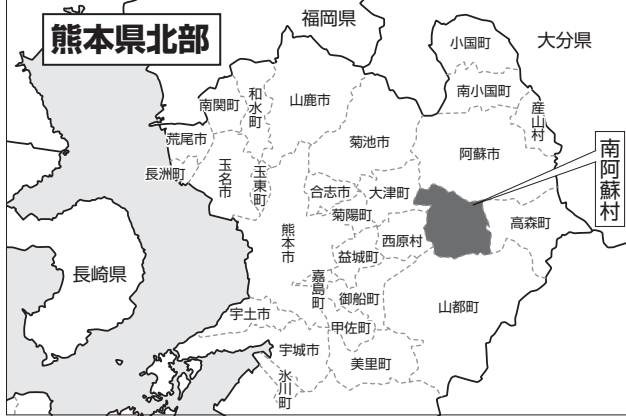 熊本県北部
福岡県
大分県
小国町
南小国町
産山村
和水町
山鹿市
南関町
荒尾市
長洲町
玉名市
玉東町
菊池市
阿蘇市
南阿蘇村
合志市
大津町
菊陽町
熊本市
西原村
高森町
益城町
嘉島町
御船町
山都町
長崎県
宇土市
甲佐町
宇城市
美里町
氷川町